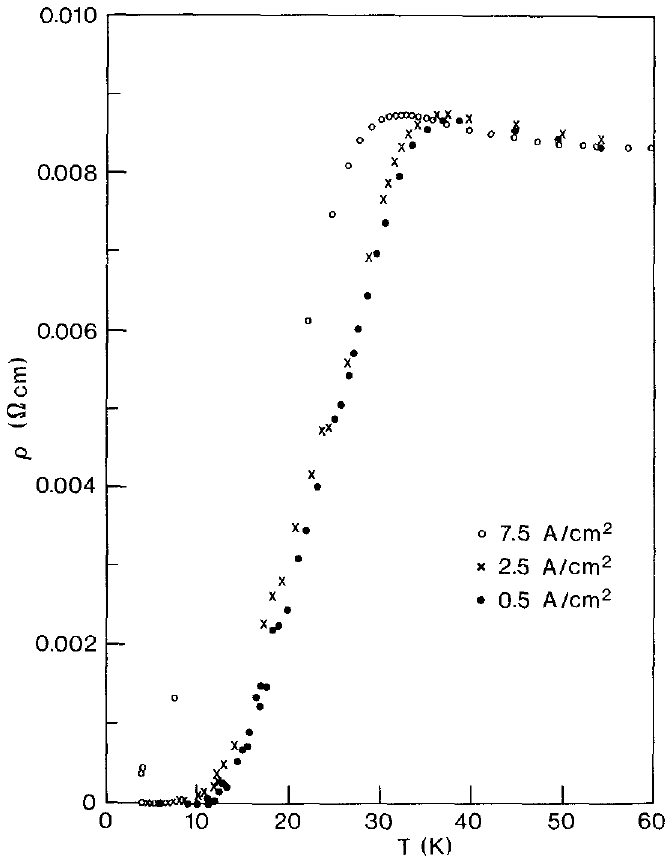 0.010
0.008
0.006
0.004
0.002
0
ρ (Ω cm)
○ 7.5 A/cm²
× 2.5 A/cm²
● 0.5 A/cm²
0 10 20 30 40 50 60
T (K)